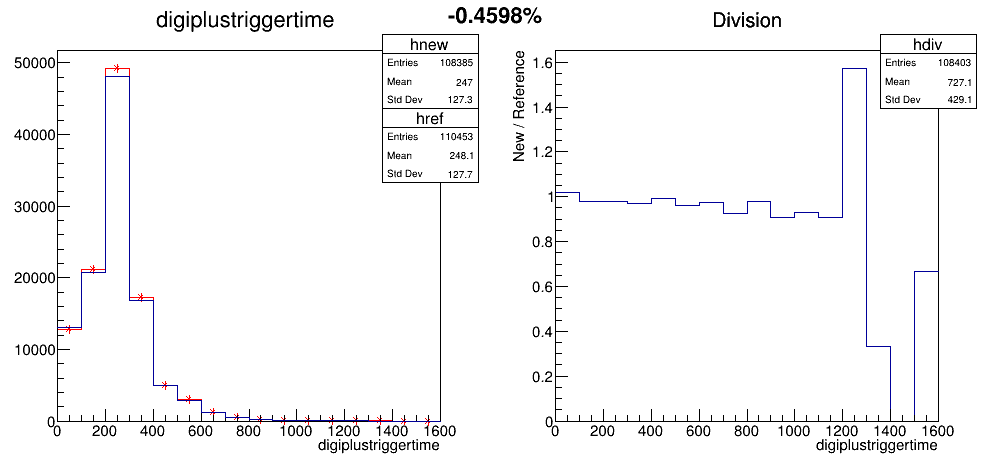 digiplustriggertime
-0.4598%
Division
hnew
Entries 108385
Mean 247
Std Dev 127.3
href
Entries 110453
Mean 248.1
Std Dev 127.7
50000
40000
30000
20000
10000
0
0 200 400 600 800 1000 1200 1400 1600
digiplustriggertime
hdiv
Entries 108403
Mean 727.1
Std Dev 429.1
New / Reference
1.6
1.4
1.2
1
0.8
0.6
0.4
0.2
0
0 200 400 600 800 1000 1200 1400 1600
digiplustriggertime